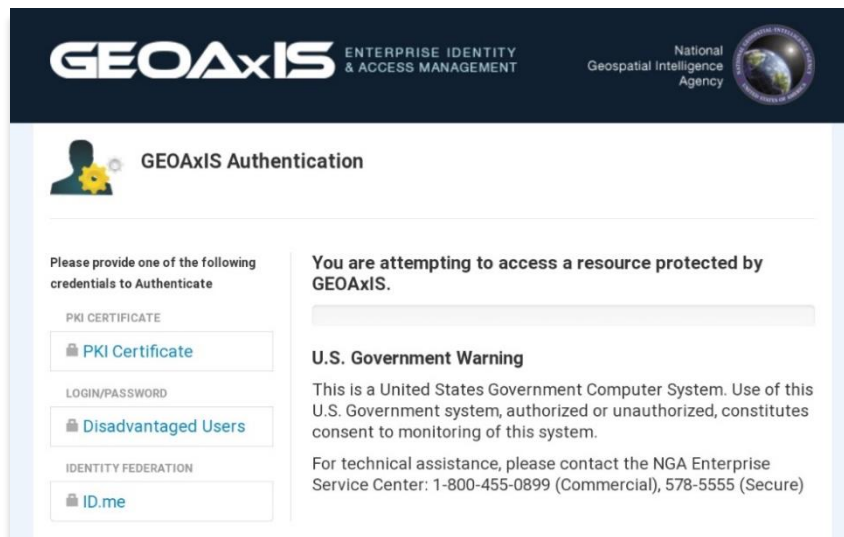 GEOAxIS
ENTERPRISE IDENTITY
& ACCESS MANAGEMENT
National
Geospatial Intelligence
Agency
GEOAxIS Authentication
Please provide one of the following
credentials to Authenticate
PKI CERTIFICATE
PKI Certificate
LOGIN/PASSWORD
Disadvantaged Users
IDENTITY FEDERATION
ID.me
You are attempting to access a resource protected by
GEOAxIS.
U.S. Government Warning
This is a United States Government Computer System. Use of this
U.S. Government system, authorized or unauthorized, constitutes
consent to monitoring of this system.
For technical assistance, please contact the NGA Enterprise
Service Center: 1-800-455-0899 (Commercial), 578-5555 (Secure)